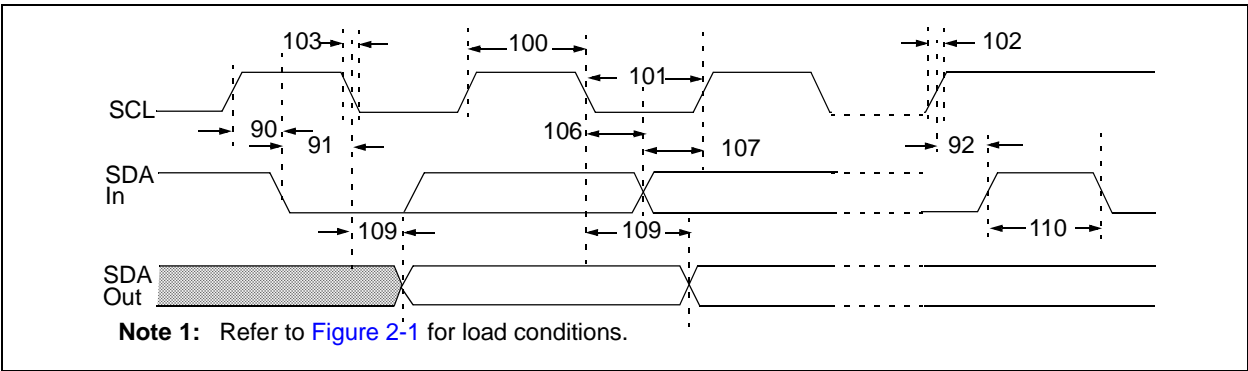 103
100
102
101
SCL
90
106
91
107
92
SDA
In
109
109
110
SDA
Out
Note 1: Refer to Figure 2-1 for load conditions.